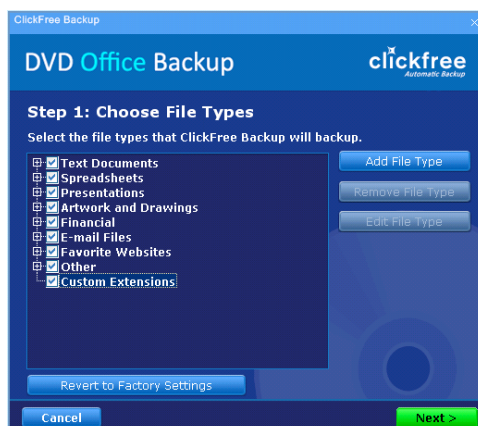 ClickFree Backup
DVD Office Backup
clickfree
Automatic Backup
Step 1: Choose File Types
Select the file types that ClickFree Backup will backup.
Text Documents
Spreadsheets
Presentations
Artwork and Drawings
Financial
E-mail Files
Favorite Websites
Other
Custom Extensions
Add File Type
Remove File Type
Edit File Type
Revert to Factory Settings
Cancel
Next >